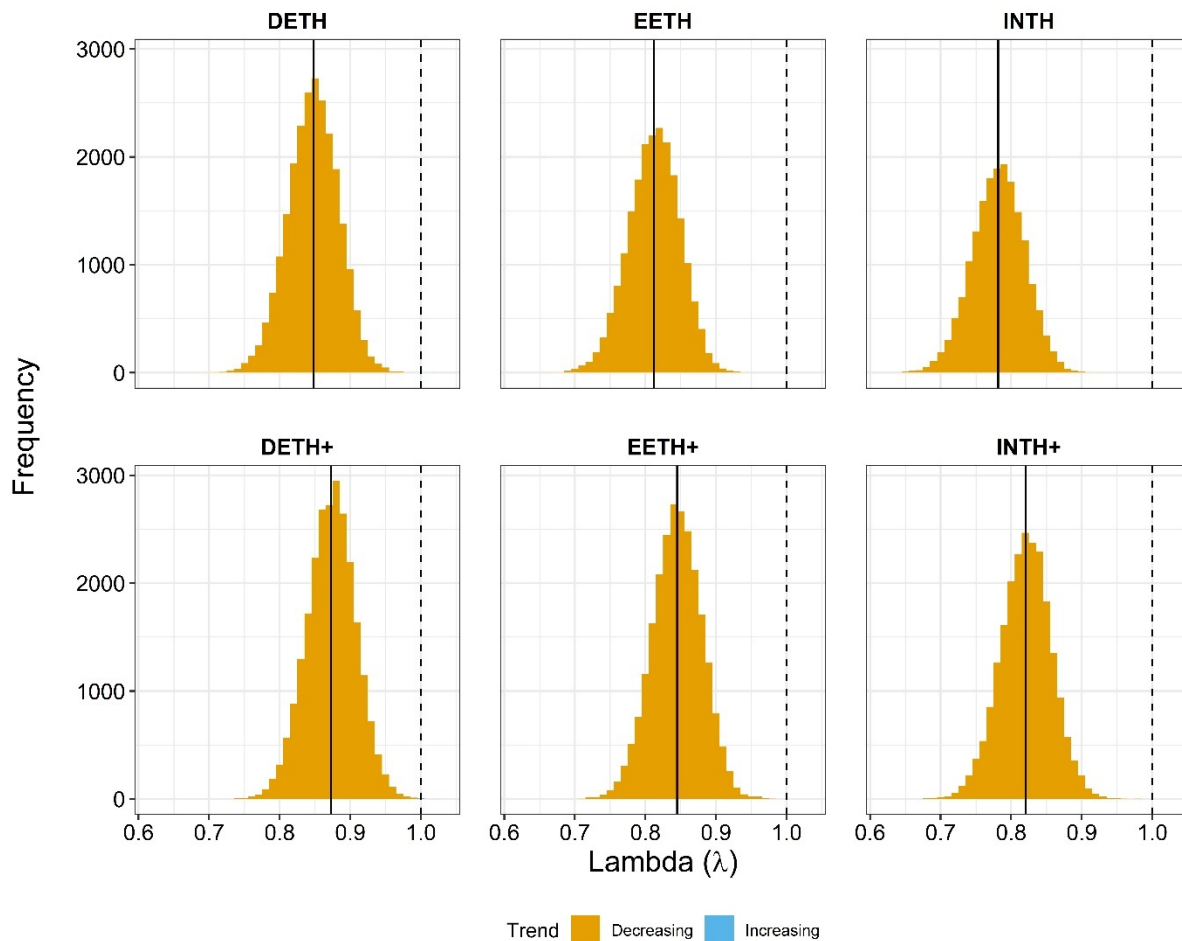 DETH EETH INTH
3000
2000
1000
0
Frequency
0.6 0.7 0.8 0.9 1.0 0.6 0.7 0.8 0.9 1.0 0.6 0.7 0.8 0.9 1.0
DETH+ EETH+ INTH+
3000
2000
1000
0
Lambda (λ)
Trend Decreasing Increasing